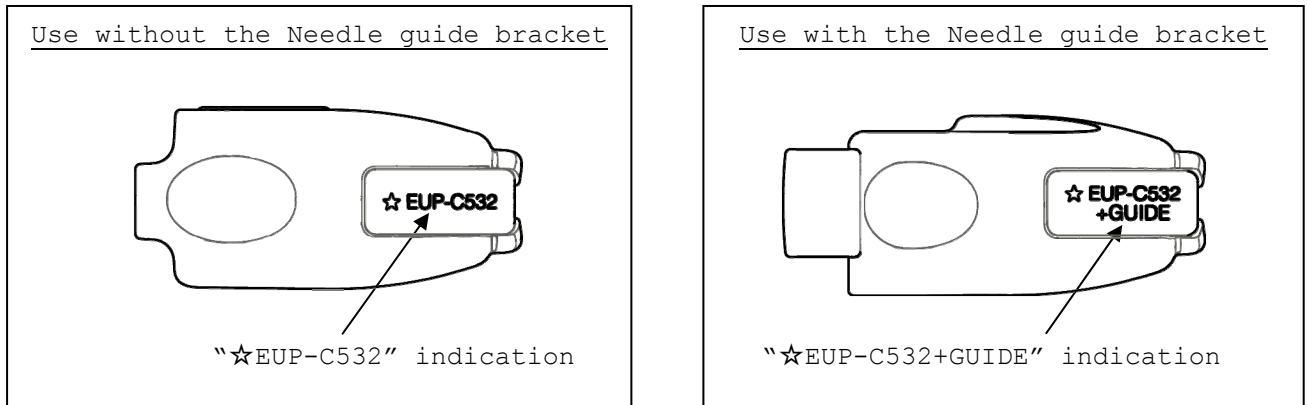 Use without the Needle guide bracket
☆ EUP-C532
“☆EUP-C532” indication
Use with the Needle guide bracket
☆ EUP-C532
+GUIDE
“☆EUP-C532+GUIDE” indication